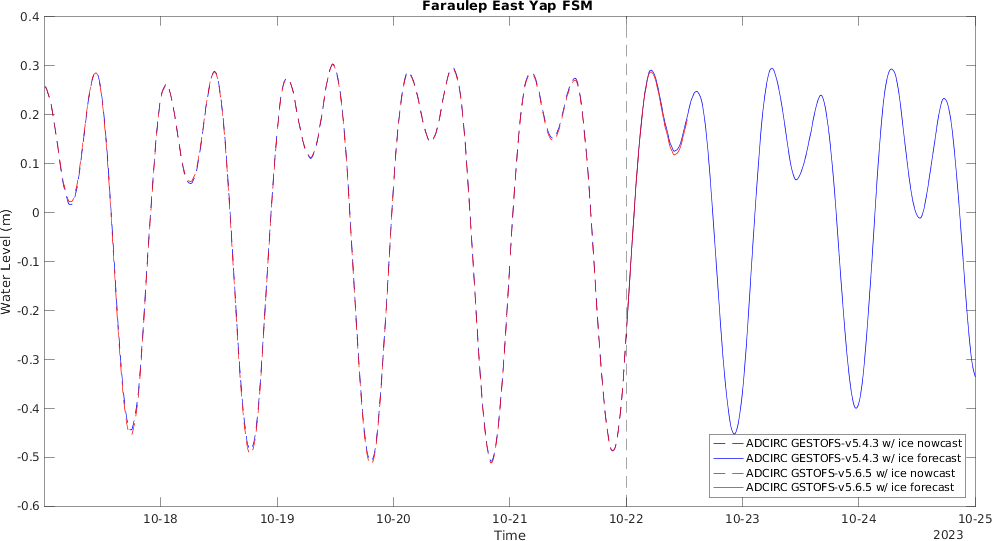 Faraulep East Yap FSM
0.4
0.3
0.2
0.1
0
-0.1
-0.2
-0.3
-0.4
-0.5
-0.6
Water Level (m)
ADCIRC GESTOFS-v5.4.3 w/ ice nowcast
ADCIRC GESTOFS-v5.4.3 w/ ice forecast
ADCIRC GSTOFS-v5.6.5 w/ ice nowcast
ADCIRC GSTOFS-v5.6.5 w/ ice forecast
10-18 10-19 10-20 10-21 10-22 10-23 10-24 10-25
Time
2023